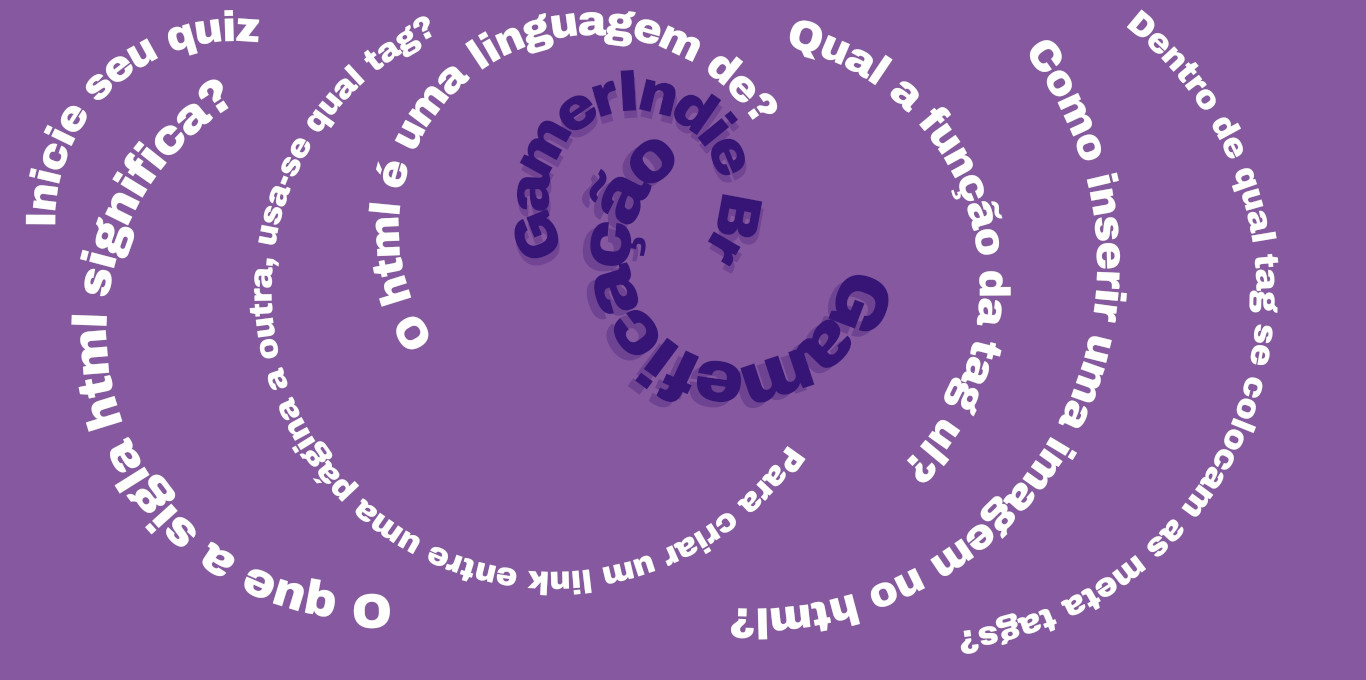 Inicie seu quiz
O que a sigla html significa?
Para criar um link entre uma página a outra, usa-se qual tag?
O html é uma linguagem de?
GamerIndie Br
Gameficação
Qual a função da tag ul?
Como inserir uma imagem no html?
Dentro de qual tag se colocam as meta tags?